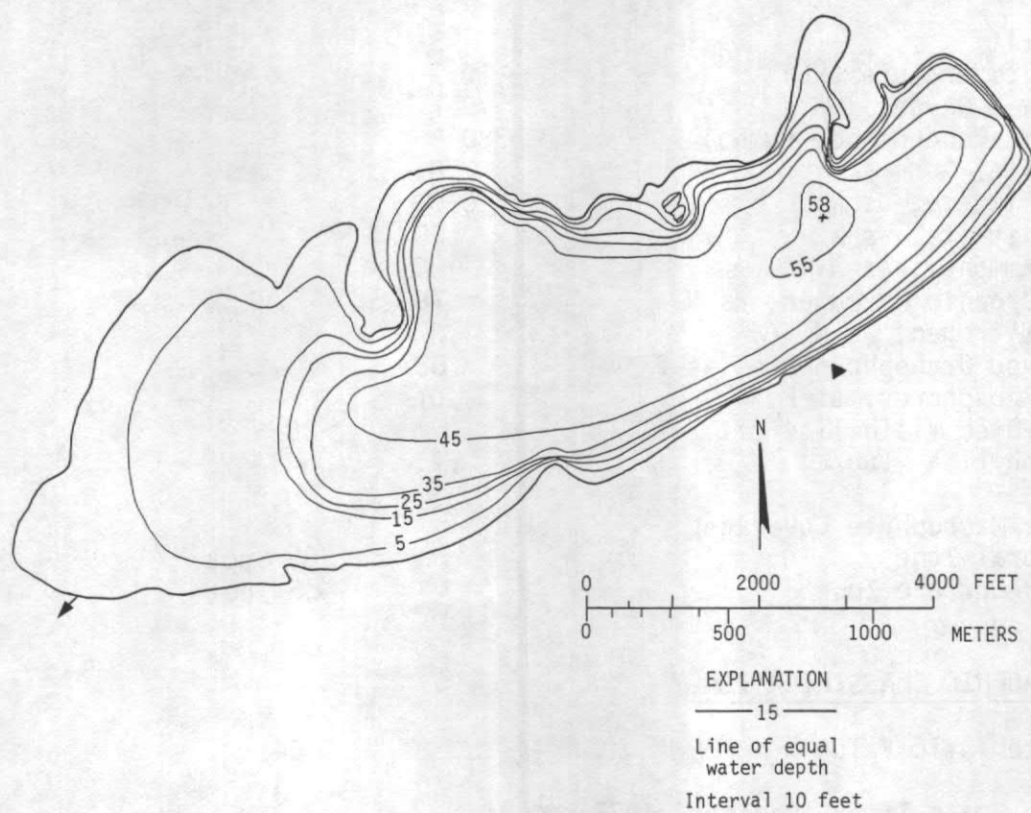 58
55
45
35
25
15
5
N
0 2000 4000 FEET
0 500 1000 METERS
EXPLANATION
15
Line of equal
water depth
Interval 10 feet